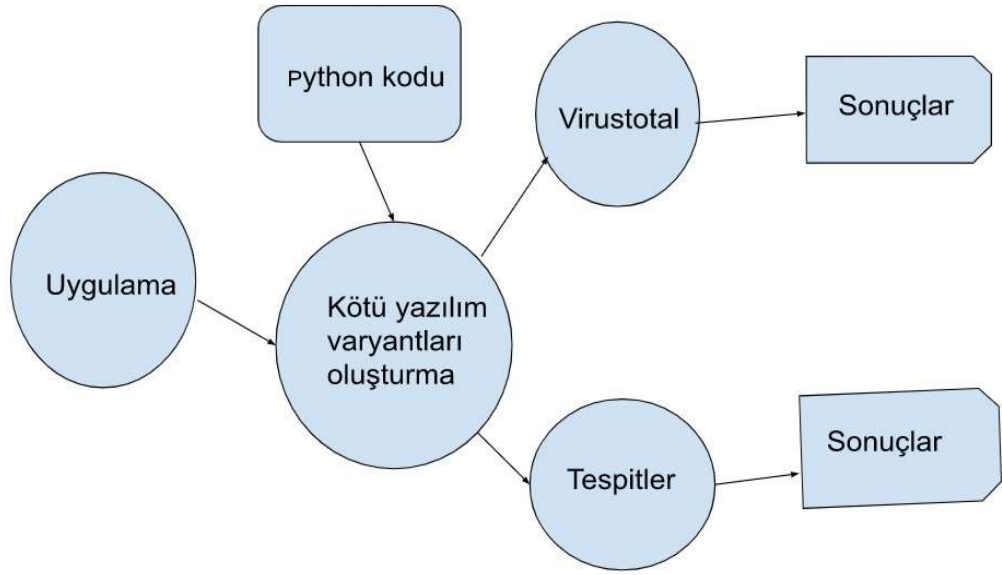 Python kodu
Virustotal
Sonuçlar
Uygulama
Kötü yazılım
varyantları
oluşturma
Tespitler
Sonuçlar